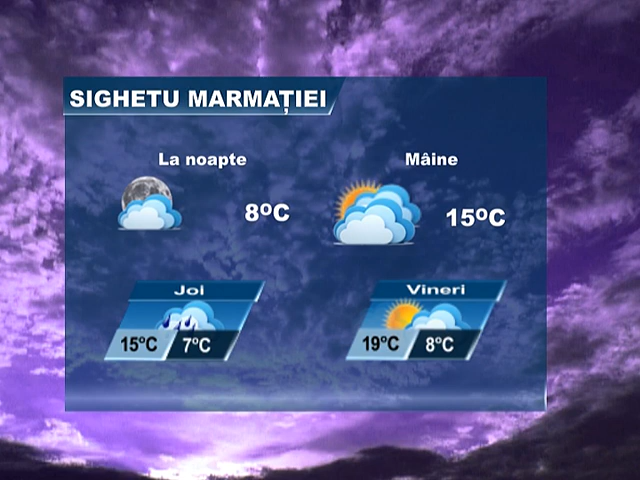 SIGHETU MARMAȚIEI
La noapte
Mâine
8ºC
15ºC
Joi
Vineri
15ºC
7ºC
19ºC
8ºC